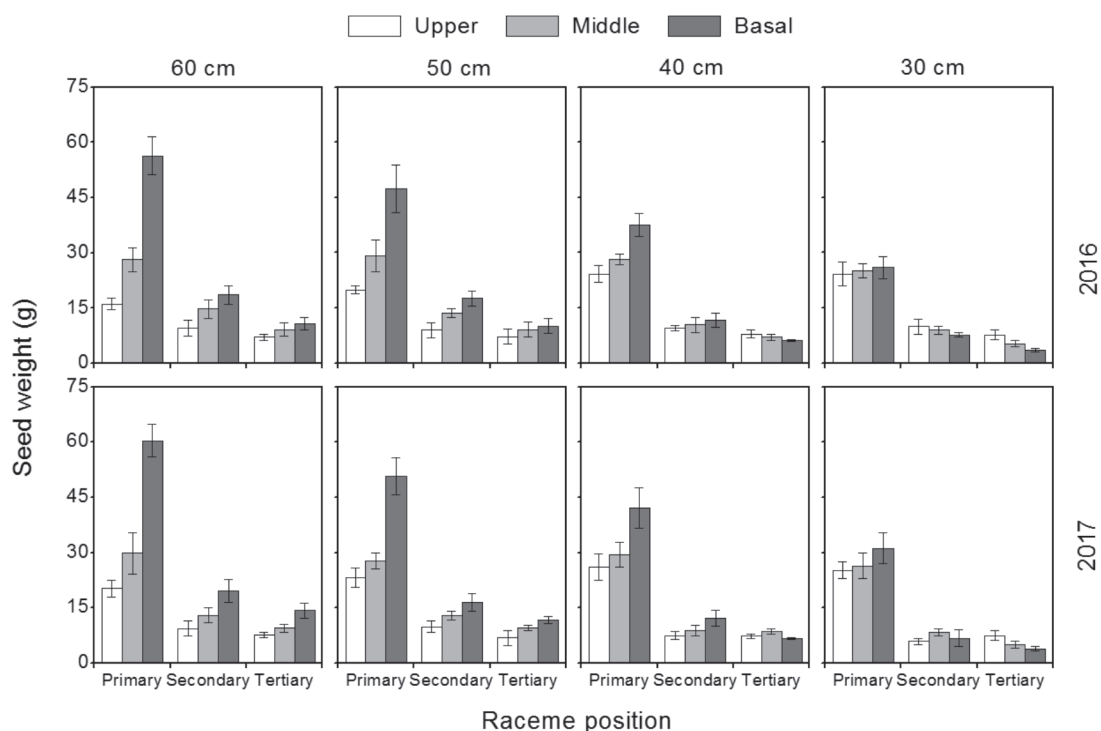 Upper Middle Basal
60 cm 50 cm 40 cm 30 cm
75
60
45
30
15
0
2016
75
60
45
30
15
0
2017
Seed weight (g)
Primary Secondary Tertiary Primary Secondary Tertiary Primary Secondary Tertiary Primary Secondary Tertiary
Raceme position